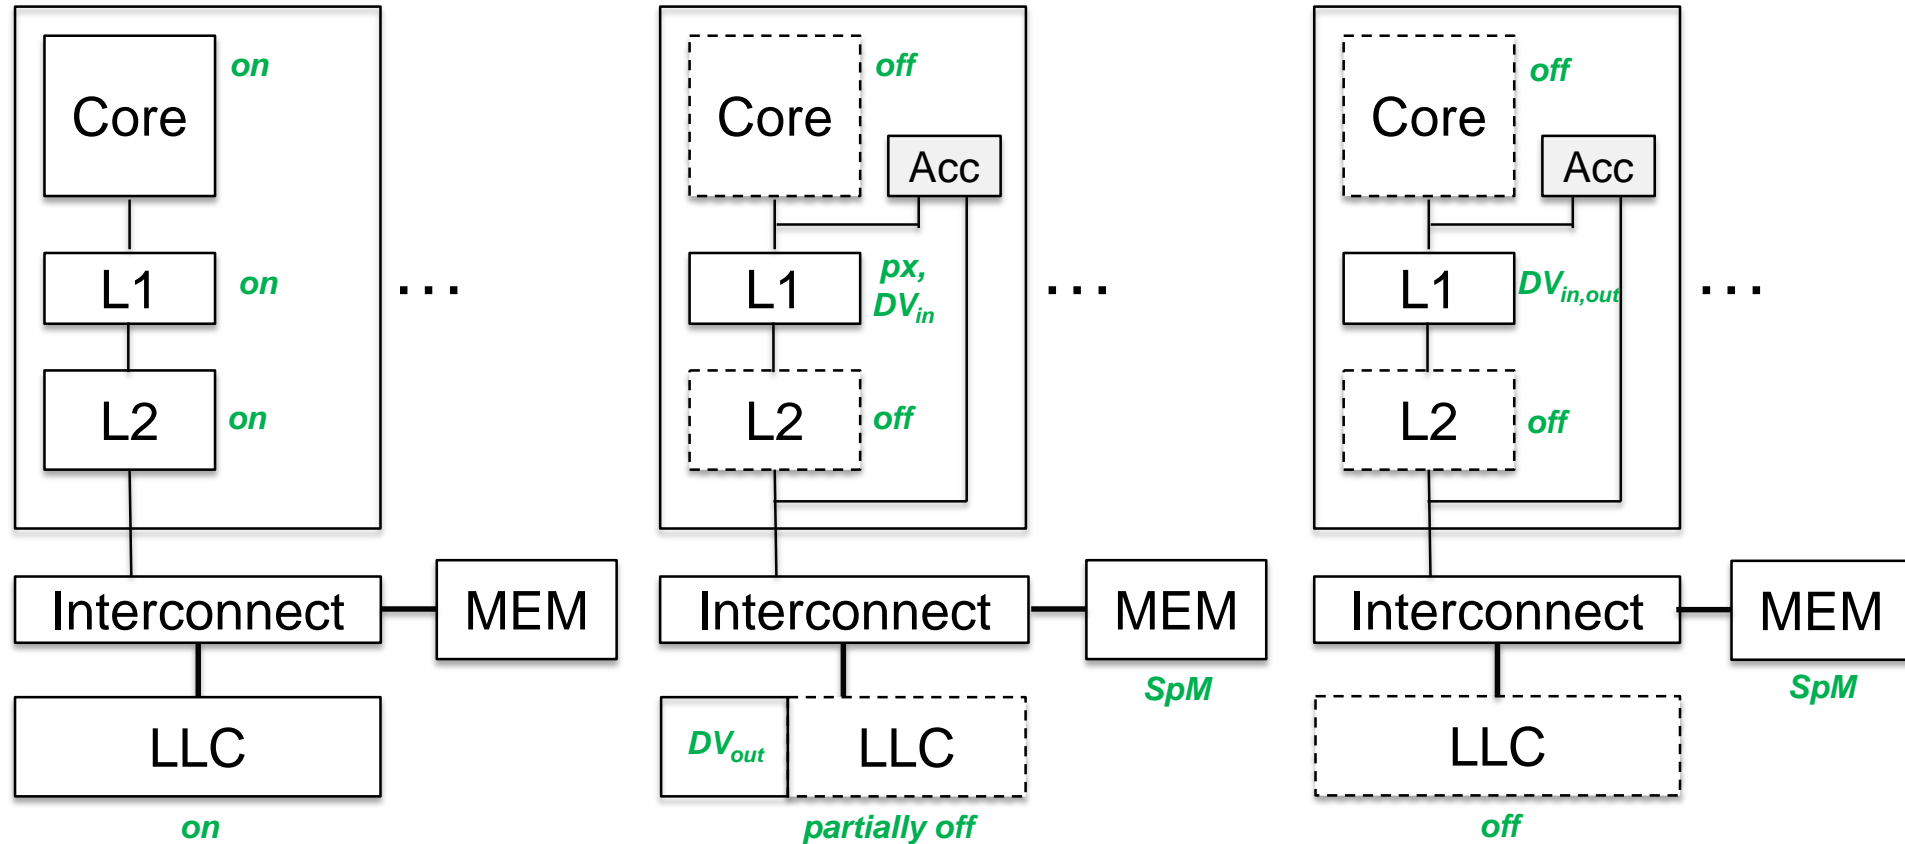 Core
on
L1
on
...
L2
on
Interconnect
MEM
LLC
on
Core
off
Acc
L1
px,
DVin
...
L2
off
Interconnect
MEM
SpM
DVout
LLC
partially off
Core
off
Acc
L1
DVin,out
...
L2
off
Interconnect
MEM
SpM
LLC
off